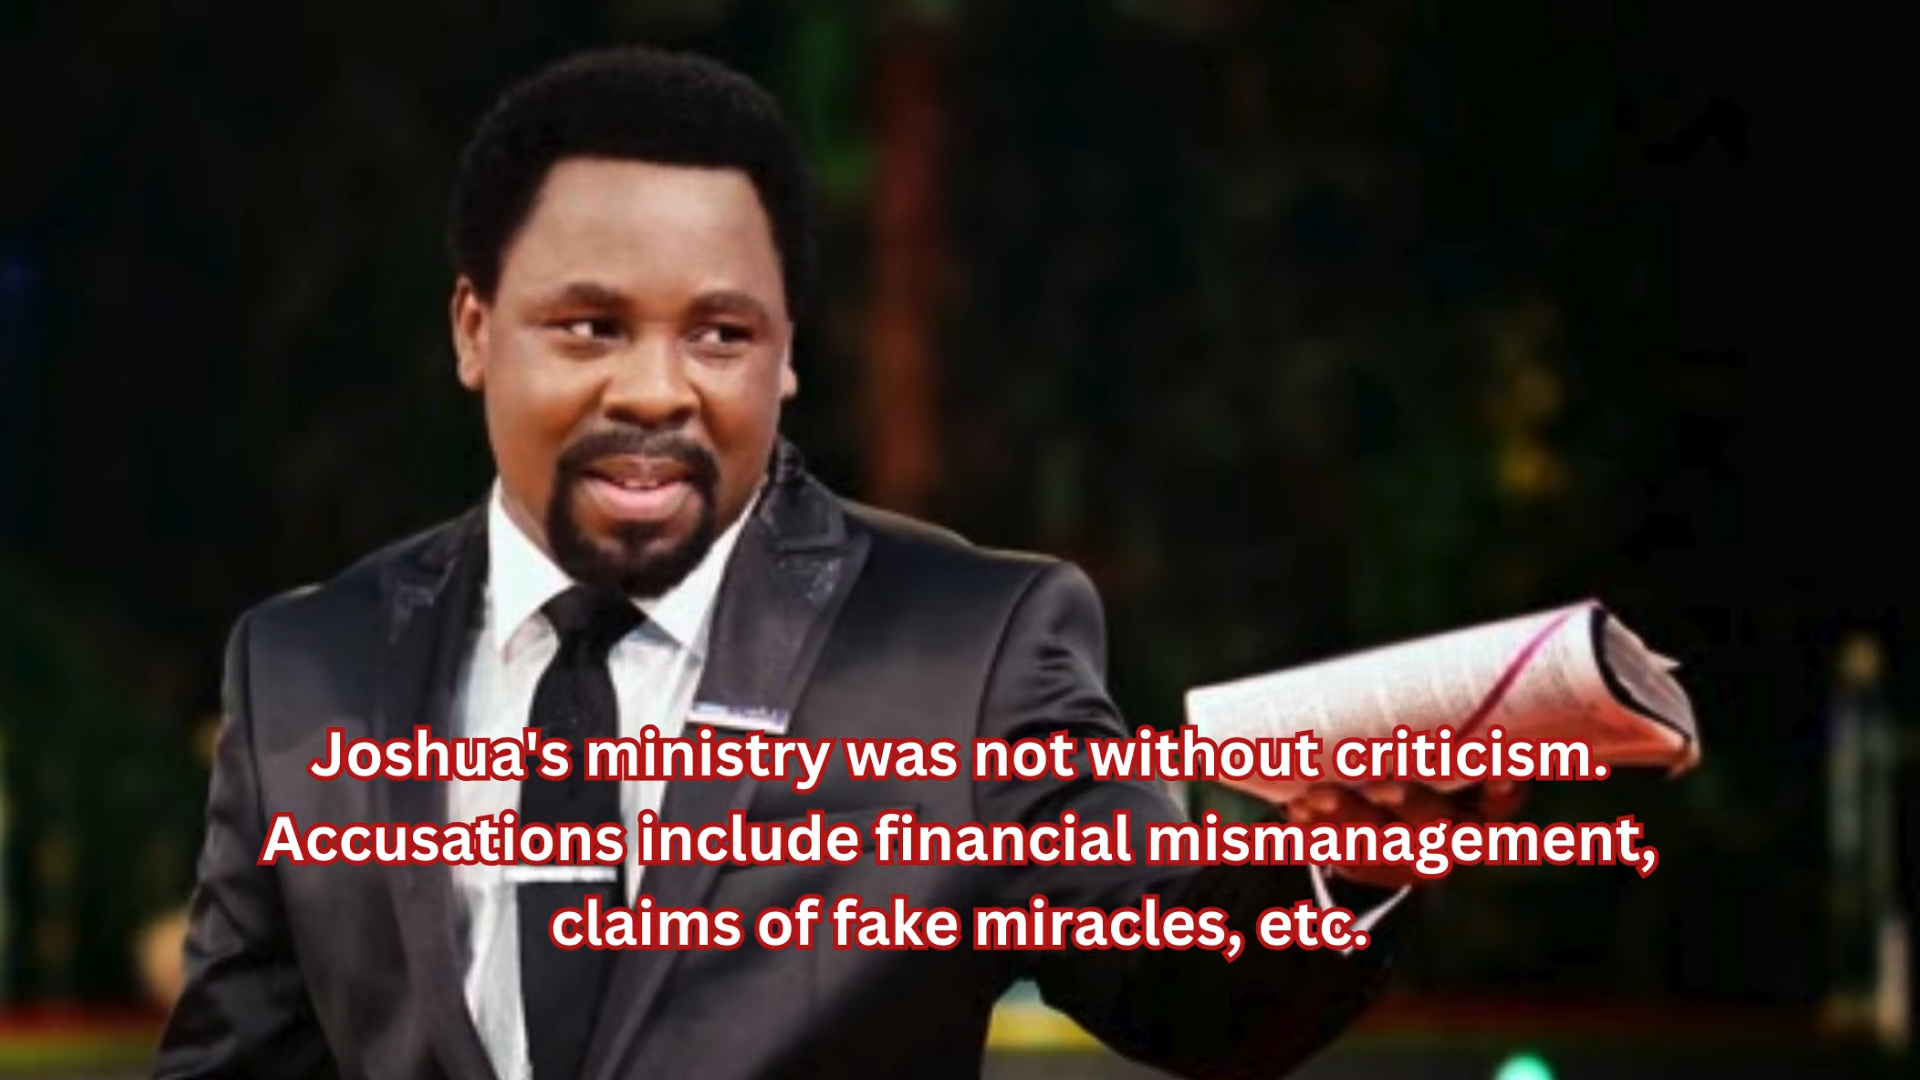 Joshua's ministry was not without criticism.
Accusations include financial mismanagement,
claims of fake miracles, etc.